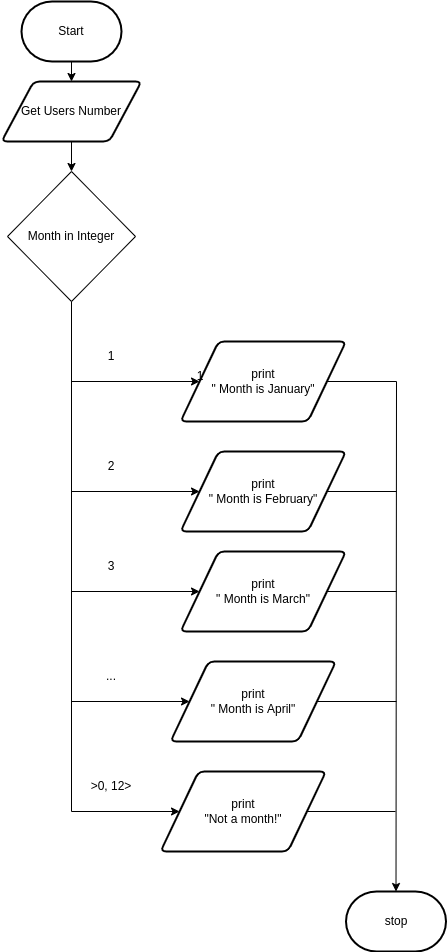 Start
Get Users Number
Month in Integer
1
1
print
" Month is January"
2
print
" Month is February"
3
print
" Month is March"
...
print
" Month is April"
>0, 12>
print
"Not a month!"
stop